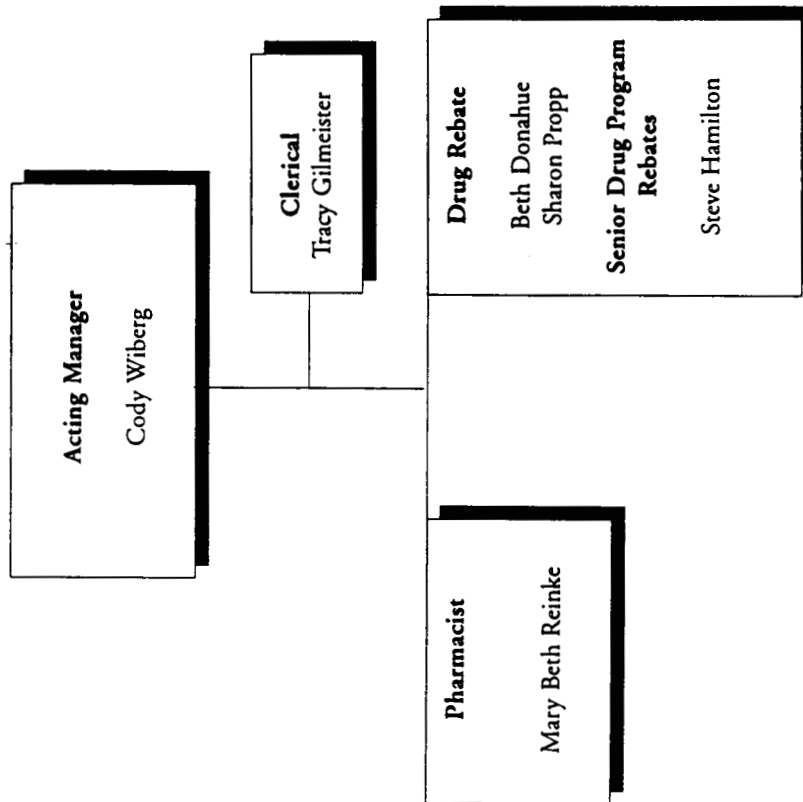 Acting Manager
Cody Wiberg
Clerical
Tracy Gilmeister
Pharmacist
Mary Beth Reinke
Drug Rebate
Beth Donahue
Sharon Propp
Senior Drug Program
Rebates
Steve Hamilton